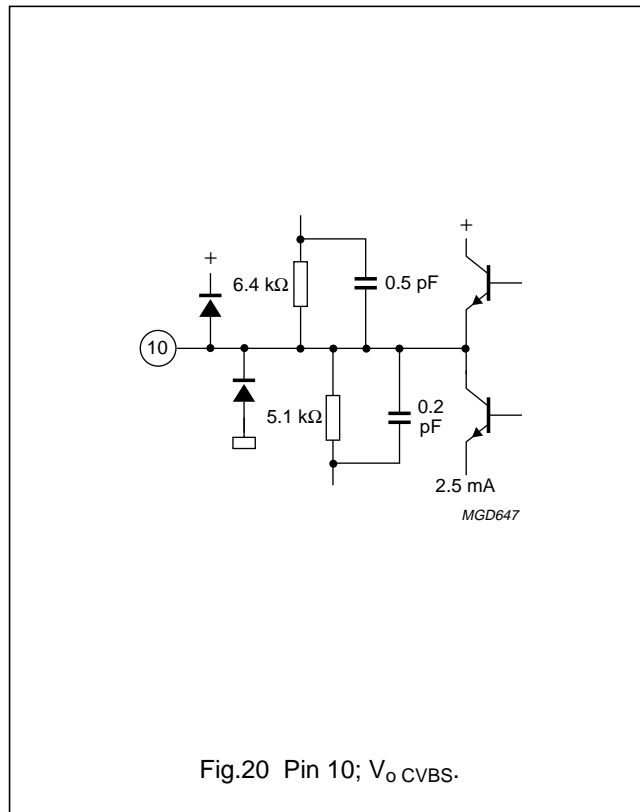 +
+
6.4 kΩ
0.5 pF
10
5.1 kΩ
0.2
pF
2.5 mA
MGD647
Fig.20 Pin 10; Vo CVBS.